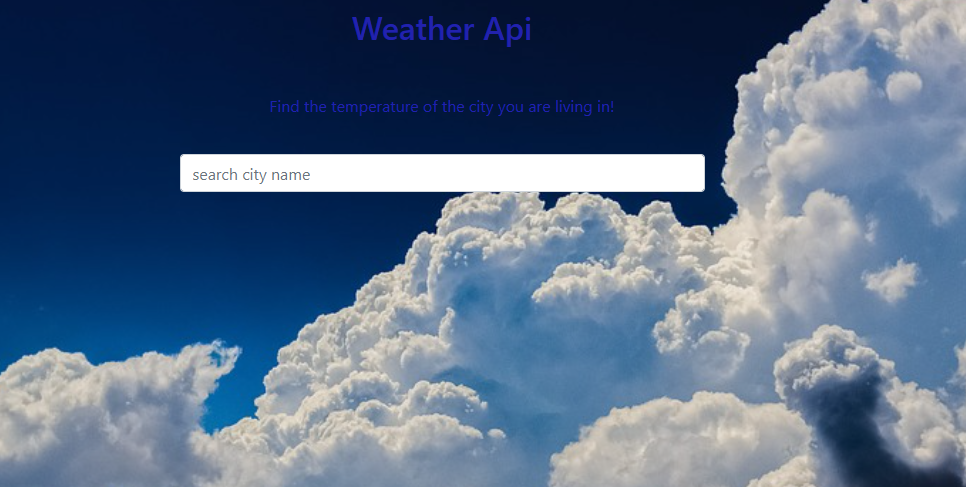 Weather Api
Find the temperature of the city you are living in!
search city name